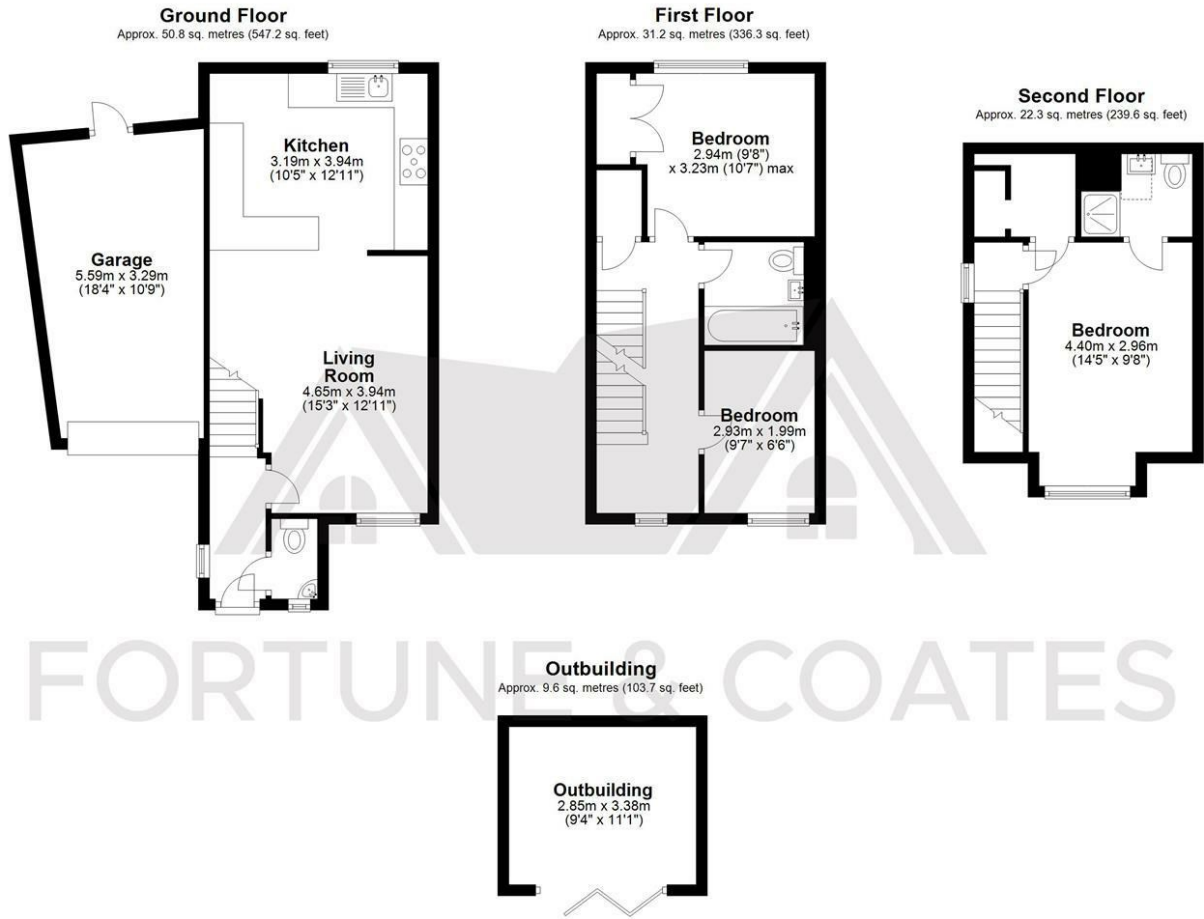 Ground Floor
Approx. 50.8 sq. metres (547.2 sq. feet)
Kitchen
3.19m x 3.94m
(10'5" x 12'11")
Garage
5.59m x 3.29m
(18'4" x 10'9")
Living
Room
4.65m x 3.94m
(15'3" x 12'11")
First Floor
Approx. 31.2 sq. metres (336.3 sq. feet)
Bedroom
2.94m (9'8")
x 3.23m (10'7") max
Bedroom
2.93m x 1.99m
(9'7" x 6'6")
Second Floor
Approx. 22.3 sq. metres (239.6 sq. feet)
Bedroom
4.40m x 2.96m
(14'5" x 9'8")
FORTUNE & COATES
Outbuilding
Approx. 9.6 sq. metres (103.7 sq. feet)
Outbuilding
2.85m x 3.38m
(9'4" x 11'1")